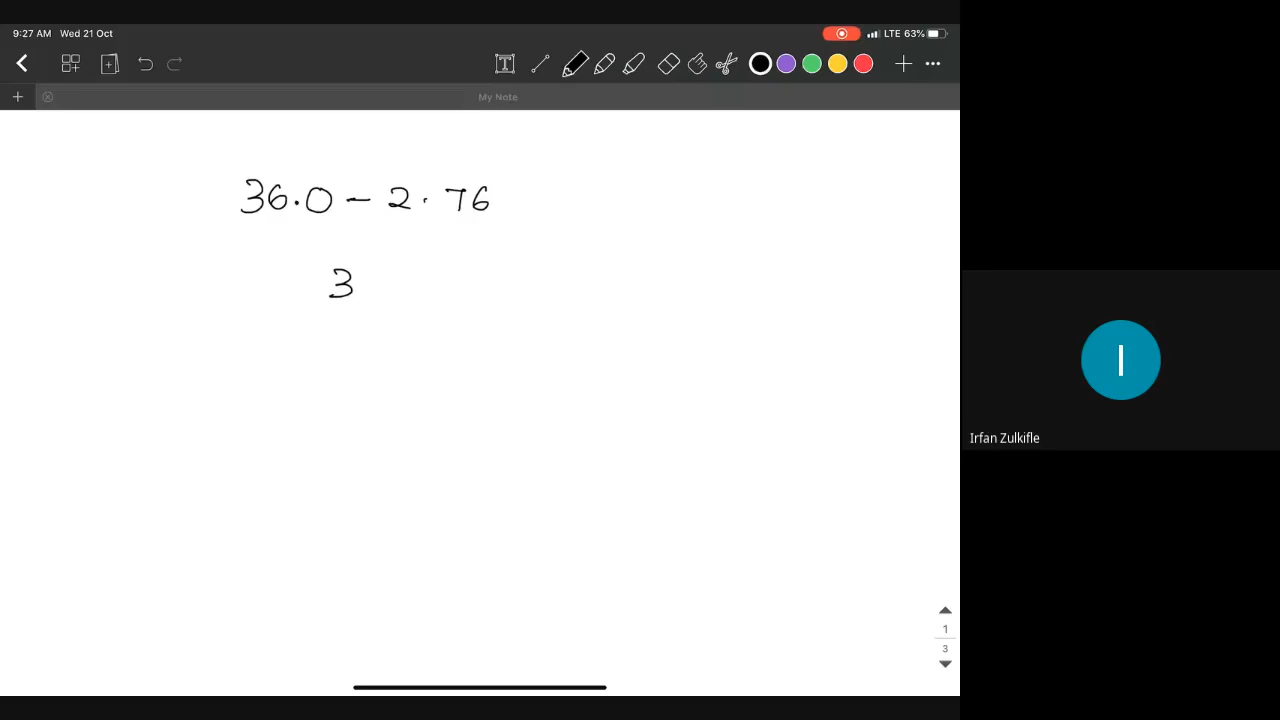 9:27 AM Wed 21 Oct
LTE 63%
My Note
36.0 - 2.76
3
1
3
I
Irfan Zulkifle